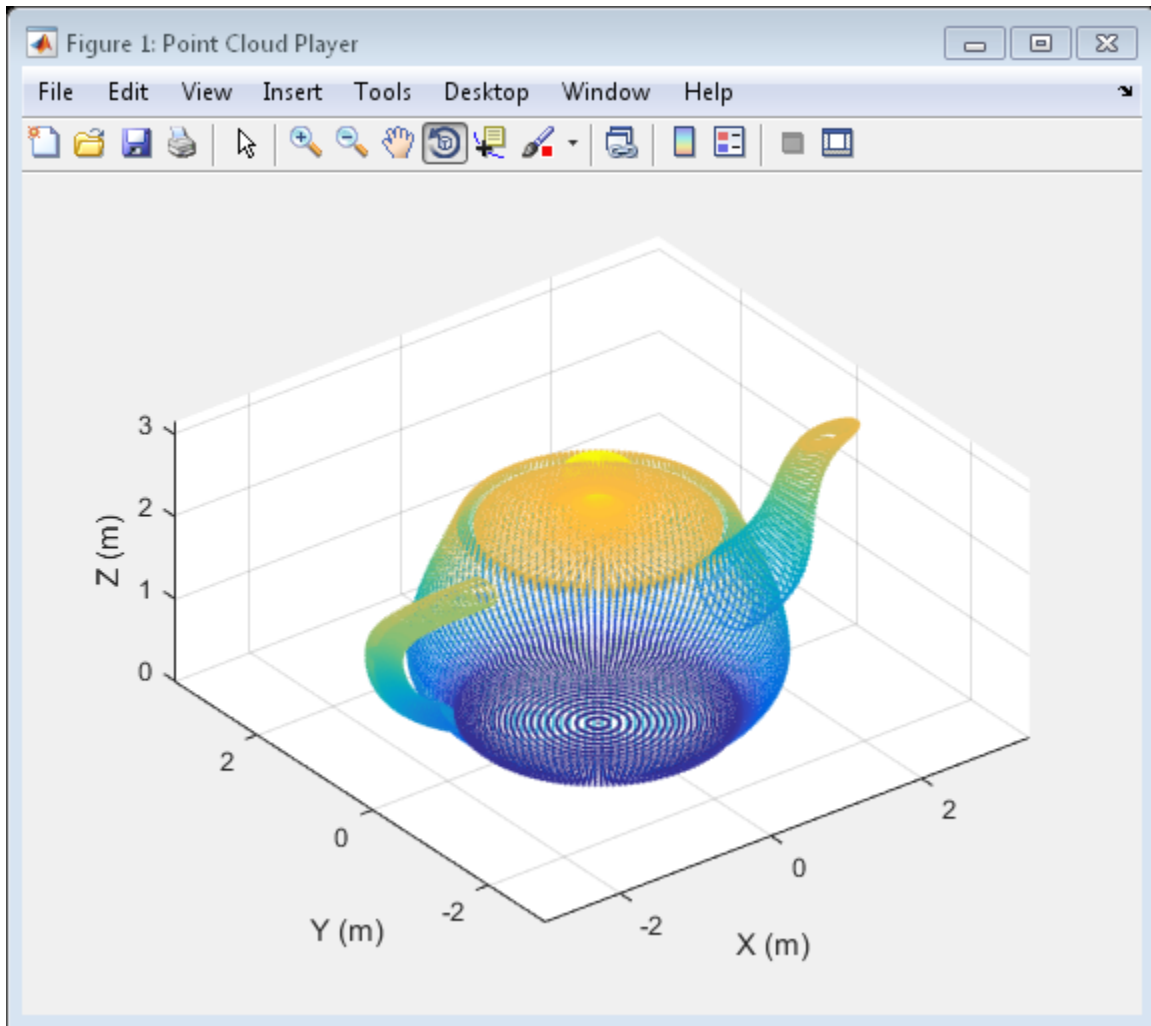 Figure 1: Point Cloud Player
File Edit View Insert Tools Desktop Window Help
3
2
1
0
Z (m)
2
0
-2
Y (m)
-2
0
2
X (m)